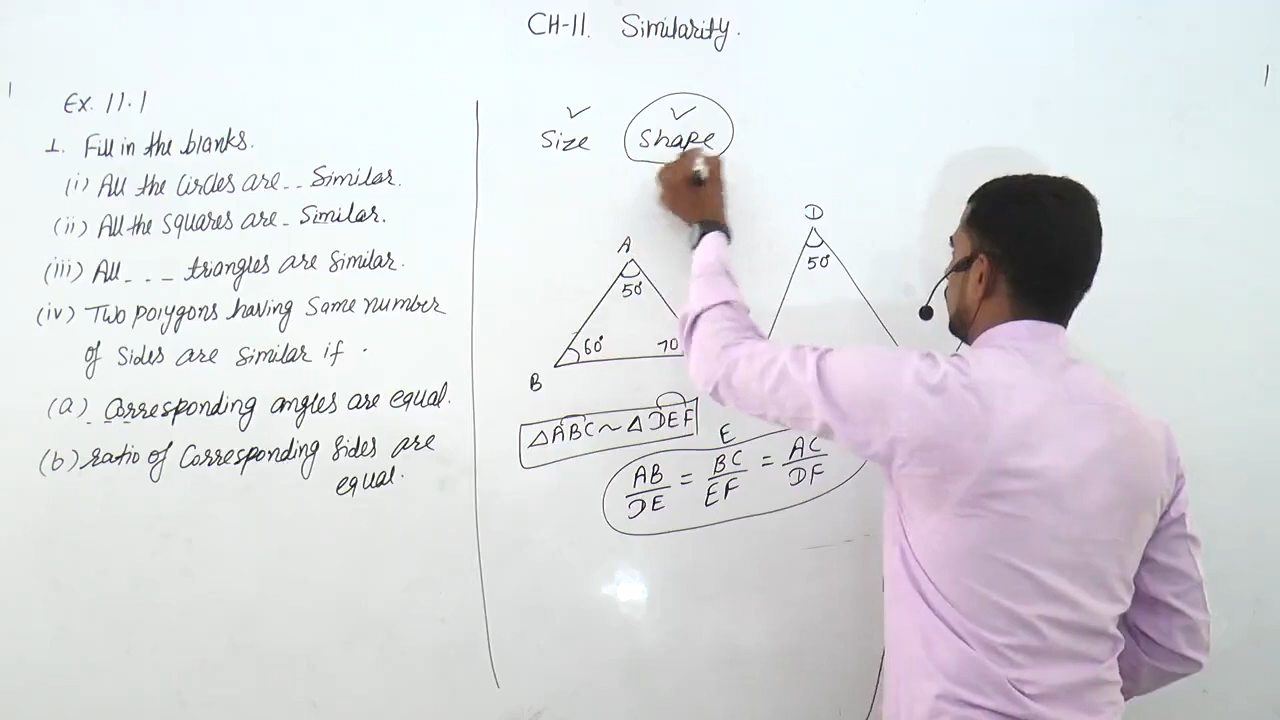 CH-11. Similarity.
Ex. 11.1
1. Fill in the blanks.
(i) All the Circles are _ _ Similar.
(ii) All the squares are _ Similar.
(iii) All _ _ _ triangles are similar.
(iv) Two polygons having same number
of sides are similar if .
(a) _ Corresponding angles are equal.
(b) ratio of Corresponding sides are
equal.
✓ ✓
Size Shape
A
50°
60°
70
B
D
50°
E
△ABC ~ △DEF
AB/DE = BC/EF = AC/DF